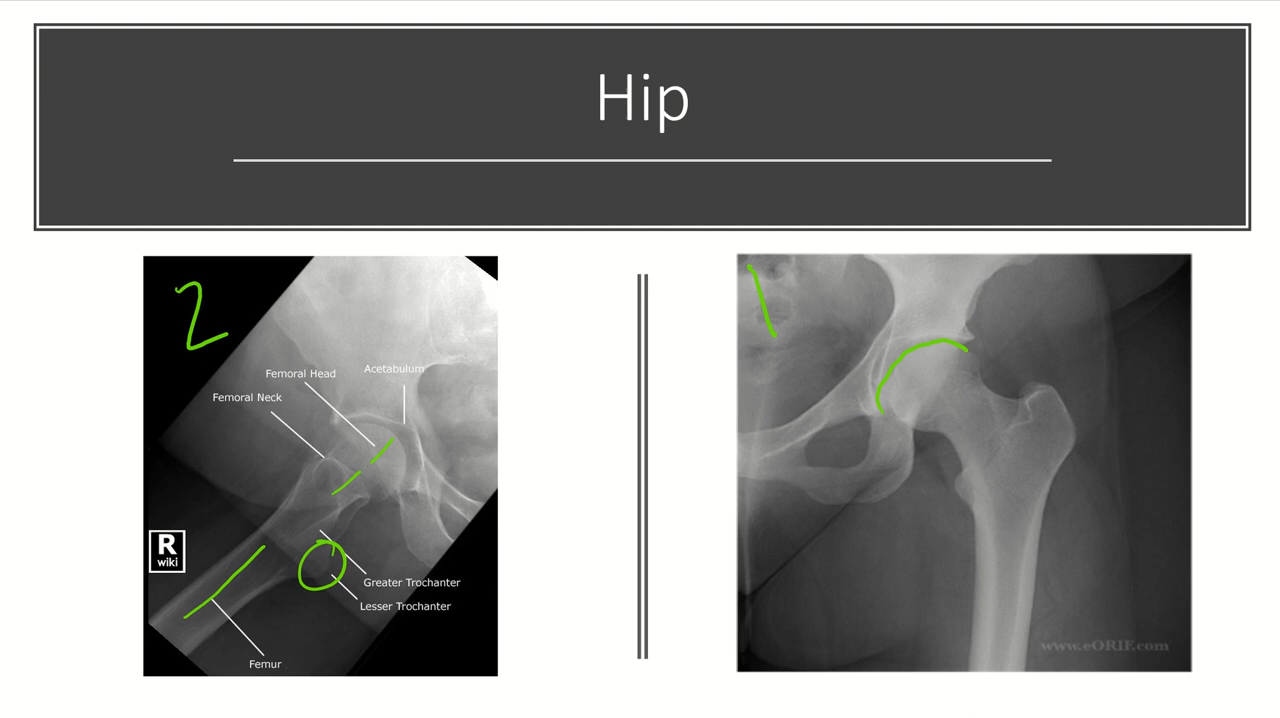 Hip
2
Femoral Head
Acetabulum
Femoral Neck
R
wiki
Greater Trochanter
Lesser Trochanter
Femur
1
www.eORIF.com